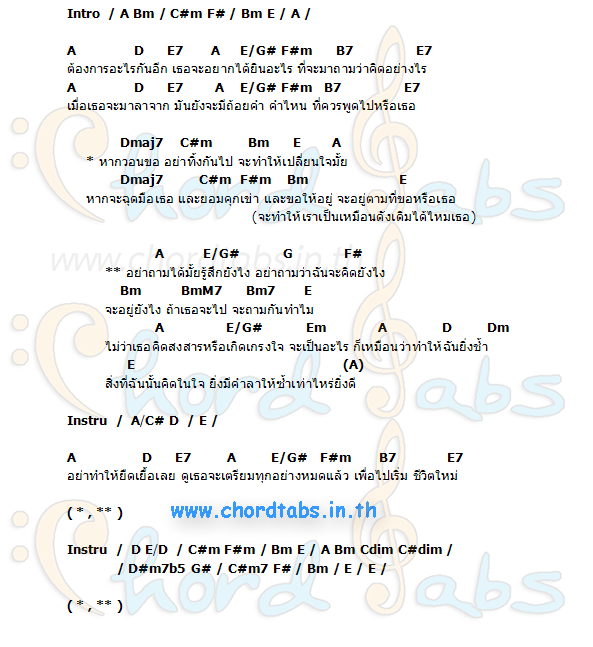 Intro / A Bm / C#m F# / Bm E / A /
A D E7 A E/G# F#m B7 E7
ต้องการอะไรกันอีก เธอจะอยากได้ยินอะไร ที่จะมาถามว่าคิดอย่างไร
A D E7 A E/G# F#m B7 E7
เมื่อเธอจะมาลาจาก มันยังจะมีถ้อยคำ คำไหน ที่ควรพูดไปหรือเธอ
Dmaj7 C#m Bm E A
* หากวอนขอ อย่าทิ้งกันไป จะทำให้เปลี่ยนใจมั้ย
Dmaj7 C#m F#m Bm E
หากจะฉุดมือเธอ และยอมคุกเข่า และขอให้อยู่ จะอยู่ตามที่ขอหรือเธอ
(จะทำให้เราเป็นเหมือนดังเดิมได้ไหมเธอ)
www.chordtabs.in.th
A E/G# G F#
** อย่าถามได้มั้ยรู้สึกยังไง อย่าถามว่าฉันจะคิดยังไง
Bm BmM7 Bm7 E
จะอยู่ยังไง ถ้าเธอจะไป จะถามกันทำไม
A E/G# Em A D Dm
ไม่ว่าเธอคิดสงสารหรือเกิดเกรงใจ จะเป็นอะไร ก็เหมือนว่าทำให้ฉันยิ่งช้ำ
E (A)
สิ่งที่ฉันนั้นคิดในใจ ยิ่งมีคำลาให้ช้ำเท่าไหร่ยิ่งดี
Instru / A/C# D / E /
A D E7 A E/G# F#m B7 E7
อย่าทำให้ยืดเยื้อเลย ดูเธอจะเตรียมทุกอย่างหมดแล้ว เพื่อไปเริ่ม ชีวิตใหม่
( * , ** ) www.chordtabs.in.th
Instru / D E/D / C#m F#m / Bm E / A Bm Cdim C#dim /
/ D#m7b5 G# / C#m7 F# / Bm / E / E /
( * , ** )
Chord Tabs
Chord Tabs
Chord Tabs